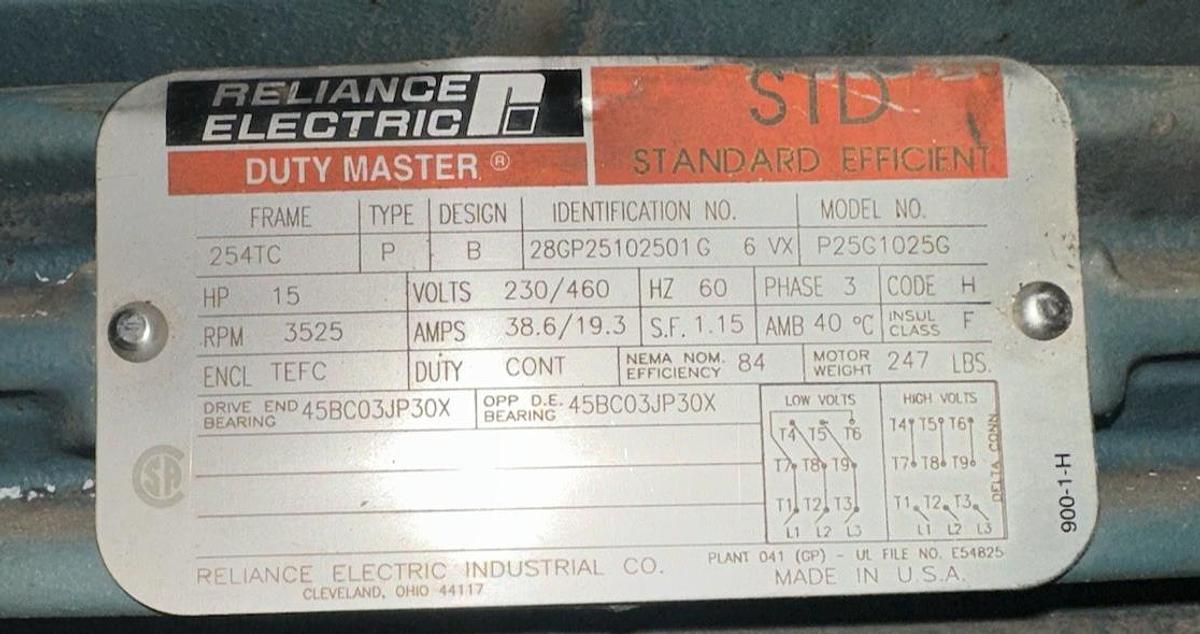 RELIANCE
ELECTRIC
STD
DUTY MASTER ®
STANDARD EFFICIENT
FRAME TYPE DESIGN IDENTIFICATION NO. MODEL NO.
254TC P B 28GP25102501G 6 VX P25G1025G
HP 15 VOLTS 230/460 HZ 60 PHASE 3 CODE H
RPM 3525 AMPS 38.6/19.3 S.F. 1.15 AMB 40 °C INSUL CLASS F
ENCL TEFC DUTY CONT NEMA NOM. EFFICIENCY 84 MOTOR WEIGHT 247 LBS.
DRIVE END BEARING 45BC03JP30X OPP D.E. BEARING 45BC03JP30X
LOW VOLTS HIGH VOLTS
T4 T5 T6 T4 T5 T6
T7 T8 T9 T7 T8 T9
T1 T2 T3 T1 T2 T3
L1 L2 L3 L1 L2 L3
DELTA CONN
900-1-H
SA
PLANT 041 (GP) - UL FILE NO. E54825
RELIANCE ELECTRIC INDUSTRIAL CO. MADE IN U.S.A.
CLEVELAND, OHIO 44117